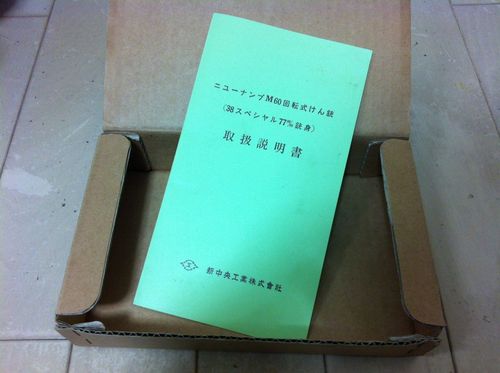 ニューナンブM60回転式けん銃
(38スペシャル77㎜銃身)
取扱説明書
新中央工業株式會社